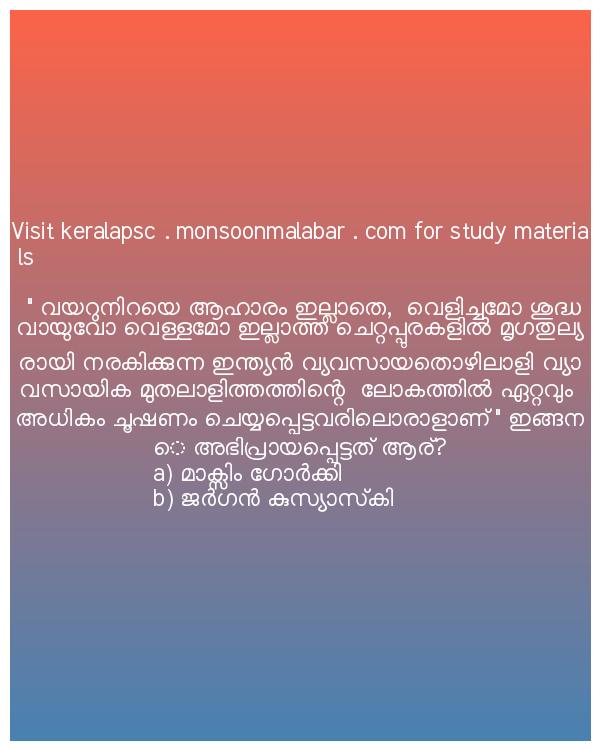 Visit keralapsc . monsoonmalabar . com for study materia
ls
" വയറുനിറയെ ആഹാരം ഇല്ലാതെ, വെളിച്ചമോ ശുദ്ധ
വായുവോ വെള്ളമോ ഇല്ലാത്ത ചെറ്റപ്പുരകളിൽ മൃഗതുല്യ
രായി നരകിക്കുന്ന ഇന്ത്യൻ വ്യവസായതൊഴിലാളി വ്യാ
വസായിക മുതലാളിത്തത്തിന്റെ ലോകത്തിൽ ഏറ്റവും
അധികം ചൂഷണം ചെയ്യപ്പെട്ടവരിലൊരാളാണ് " ഇങ്ങന
െ അഭിപ്രായപ്പെട്ടത് ആര്?
a) മാക്സിം ഗോർക്കി
b) ജർഗൻ കുസ്യാസ്കി